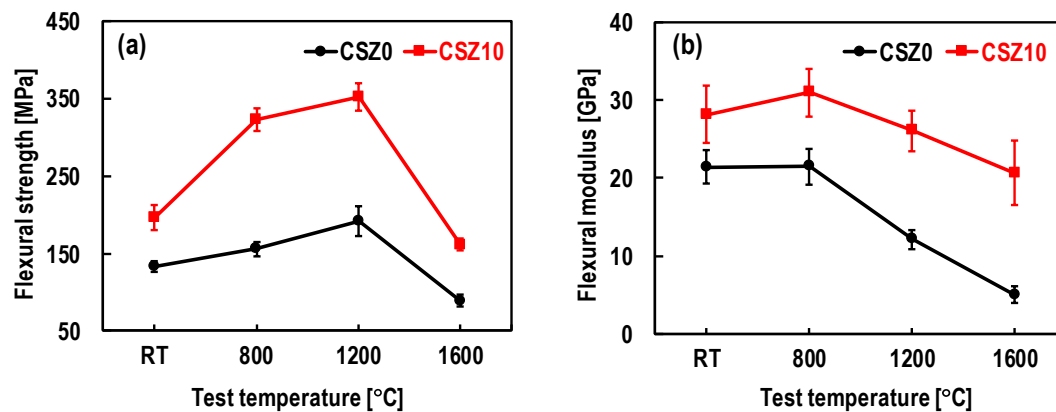 (a)
CSZ0 CSZ10
Flexural strength [MPa]
450
350
250
150
50
RT 800 1200 1600
Test temperature [°C]
(b)
CSZ0 CSZ10
Flexural modulus [GPa]
40
30
20
10
0
RT 800 1200 1600
Test temperature [°C]